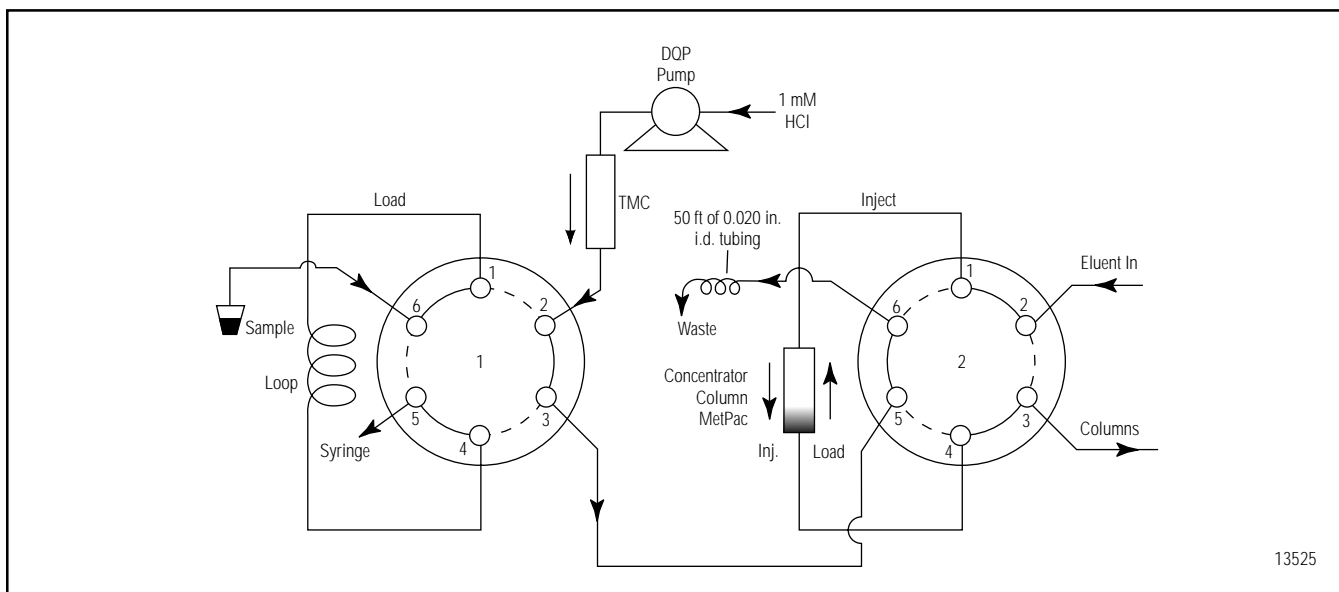 DQP
Pump
1 mM
HCl
TMC
Load
Sample
Loop
Syringe
1
2
3
4
5
6
1
50 ft of 0.020 in.
i.d. tubing
Inject
Eluent In
Waste
Concentrator
Column
MetPac
Inj.
Load
Columns
1
2
3
4
5
6
2
13525